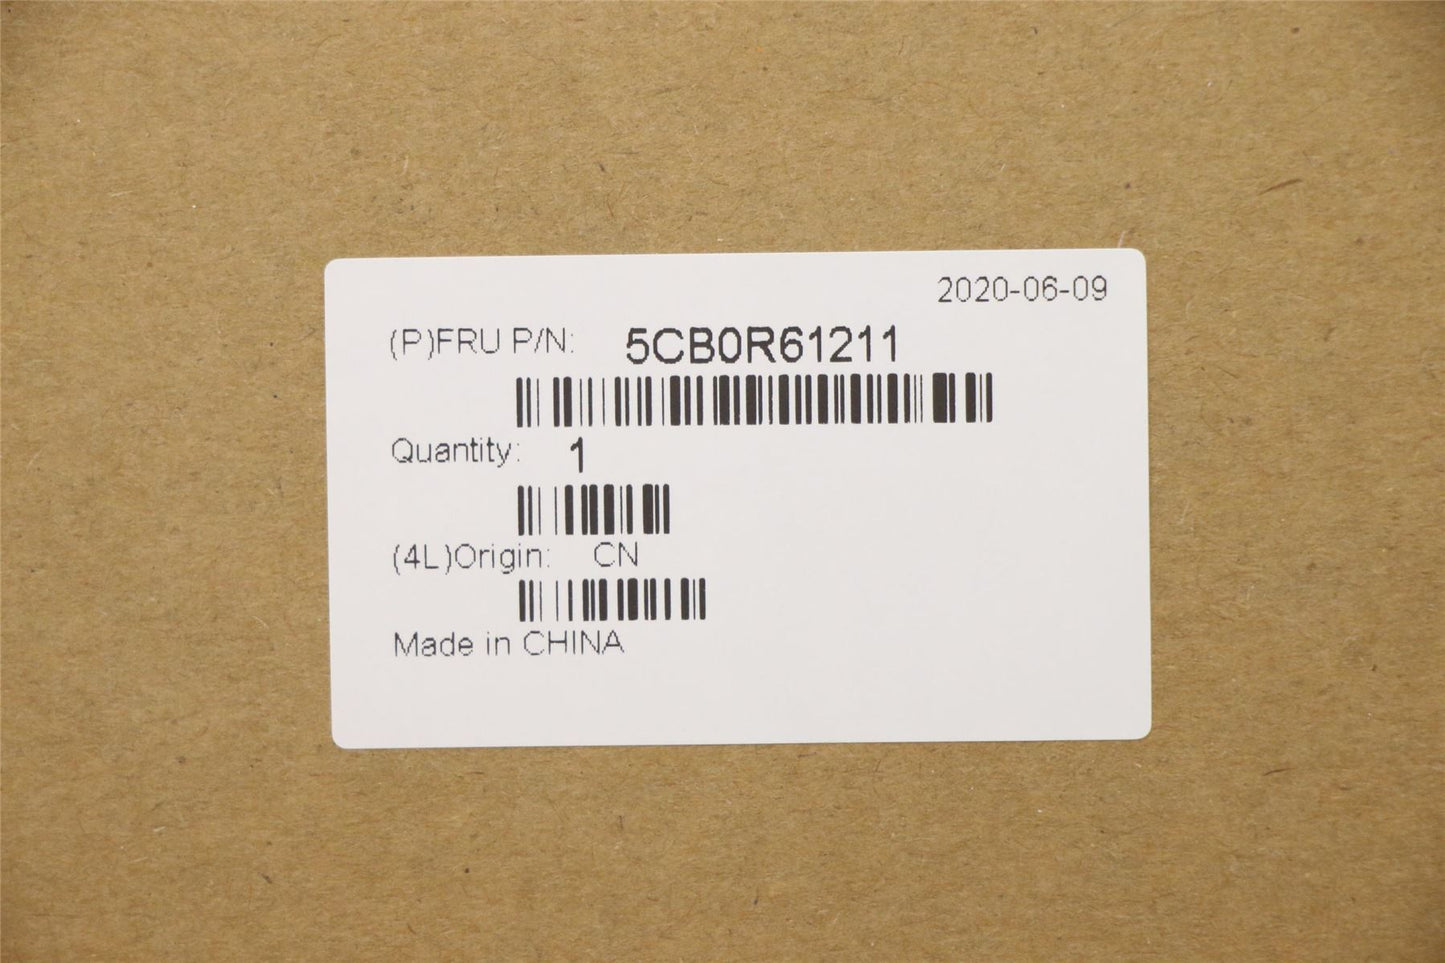 2020-06-09
(P)FRU P/N: 5CB0R61211
Quantity: 1
(4L)Origin: CN
Made in CHINA